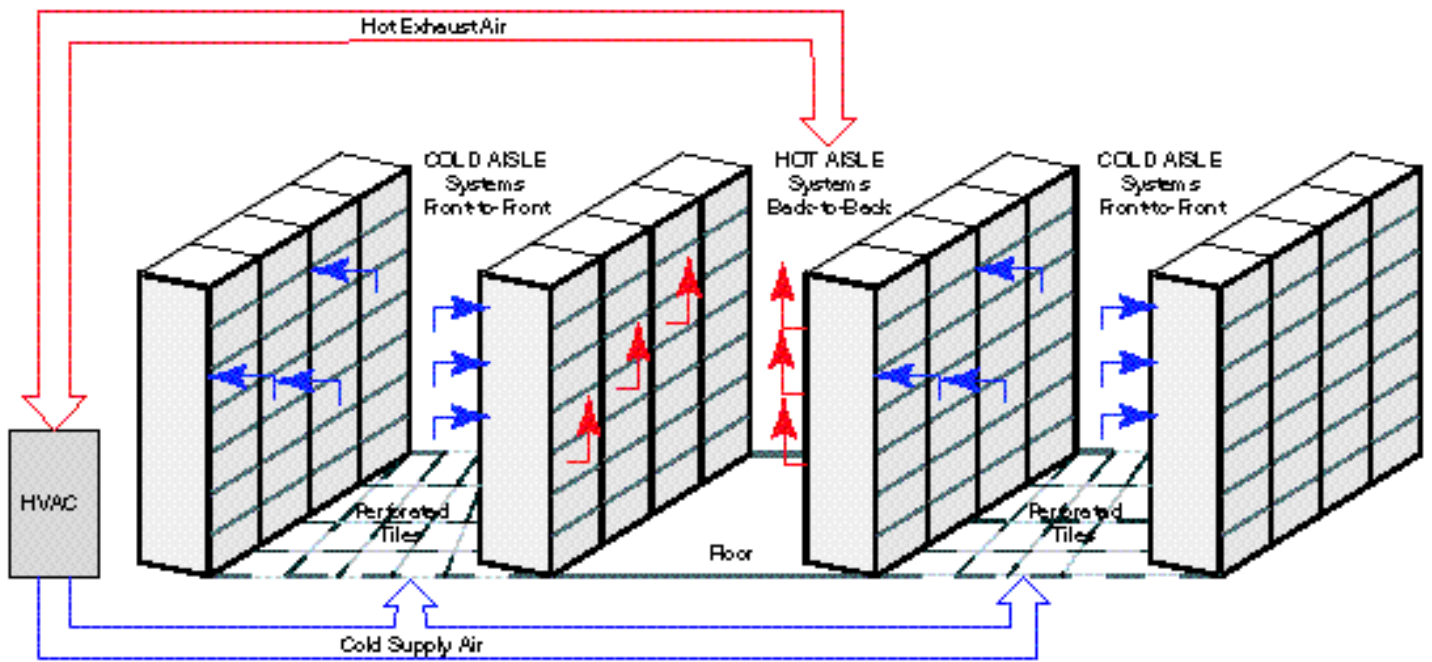 Hot Exhaust Air
COLD AISLE
Systems
Front-to-Front
HOT AISLE
Systems
Back-to-Back
COLD AISLE
Systems
Front-to-Front
HVAC
Perforated
Tiles
Floor
Perforated
Tiles
Cold Supply Air